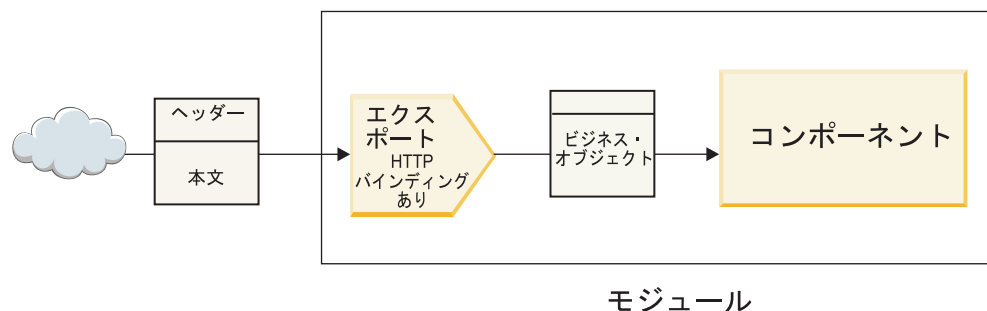 ヘッダー
本文
エクス
ポート
HTTP
バインディング
あり
ビジネス・
オブジェクト
コンポーネント
モジュール